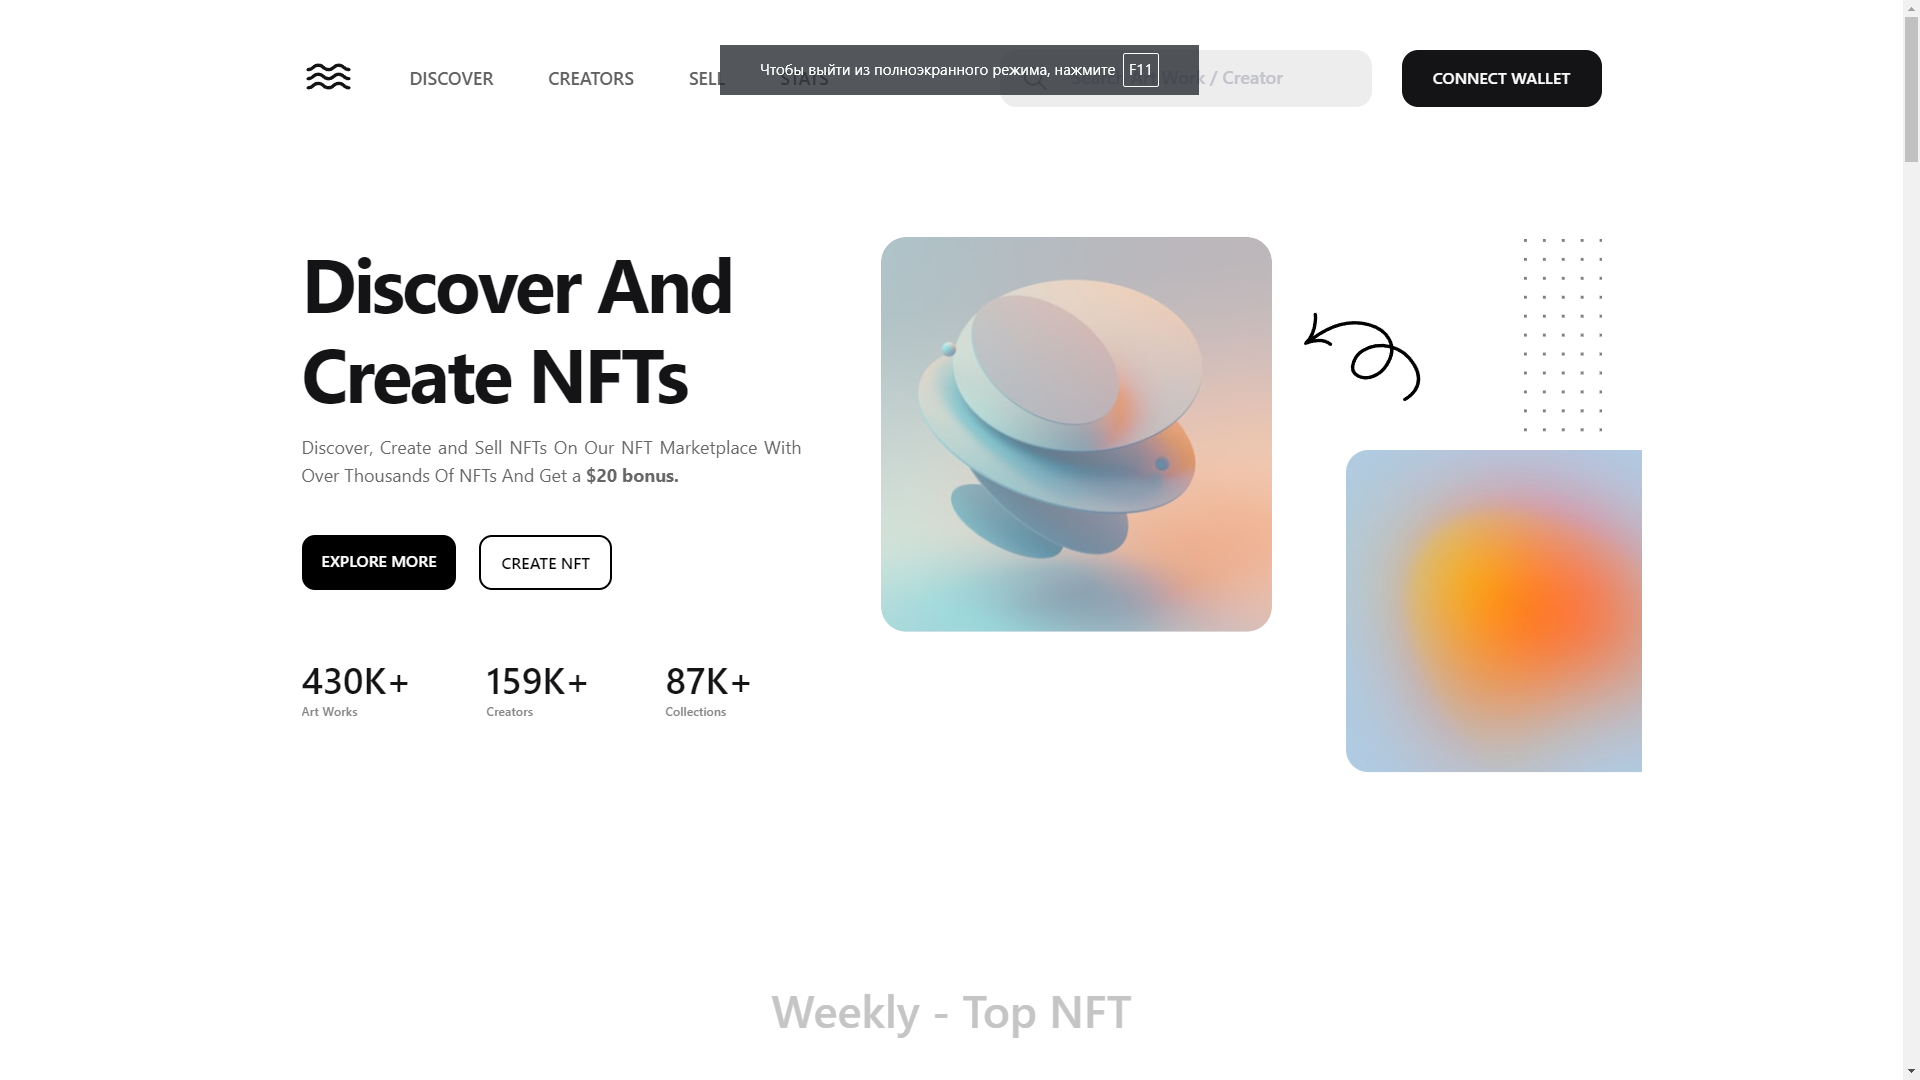 DISCOVER
CREATORS
SELL
STATS
Чтобы выйти из полноэкранного режима, нажмите F11
Art Work / Creator
CONNECT WALLET
Discover And
Create NFTs
Discover, Create and Sell NFTs On Our NFT Marketplace With
Over Thousands Of NFTs And Get a $20 bonus.
EXPLORE MORE
CREATE NFT
430K+
Art Works
159K+
Creators
87K+
Collections
Weekly - Top NFT